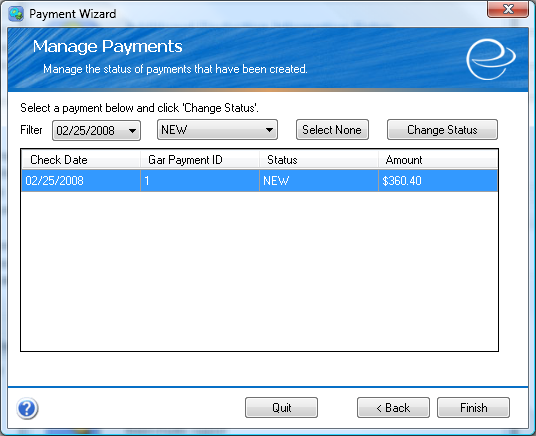 Payment Wizard
Manage Payments
Manage the status of payments that have been created.
Select a payment below and click 'Change Status'.
Filter 02/25/2008 NEW Select None Change Status
Check Date Gar Payment ID Status Amount
02/25/2008 1 NEW $360.40
Quit < Back Finish